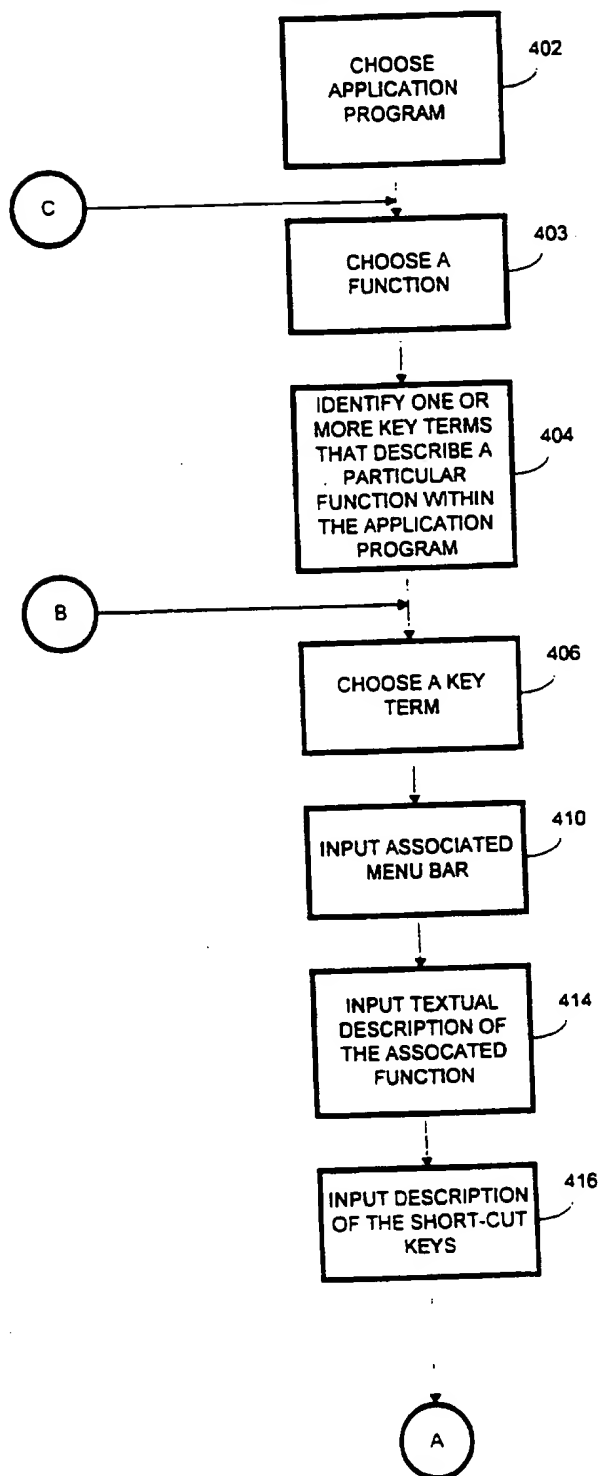 CHOOSE
APPLICATION
PROGRAM
402
C
CHOOSE A
FUNCTION
403
IDENTIFY ONE OR
MORE KEY TERMS
THAT DESCRIBE A
PARTICULAR
FUNCTION WITHIN
THE APPLICATION
PROGRAM
404
B
CHOOSE A KEY
TERM
406
INPUT ASSOCIATED
MENU BAR
410
INPUT TEXTUAL
DESCRIPTION OF
THE ASSOCATED
FUNCTION
414
INPUT DESCRIPTION
OF THE SHORT-CUT
KEYS
416
A